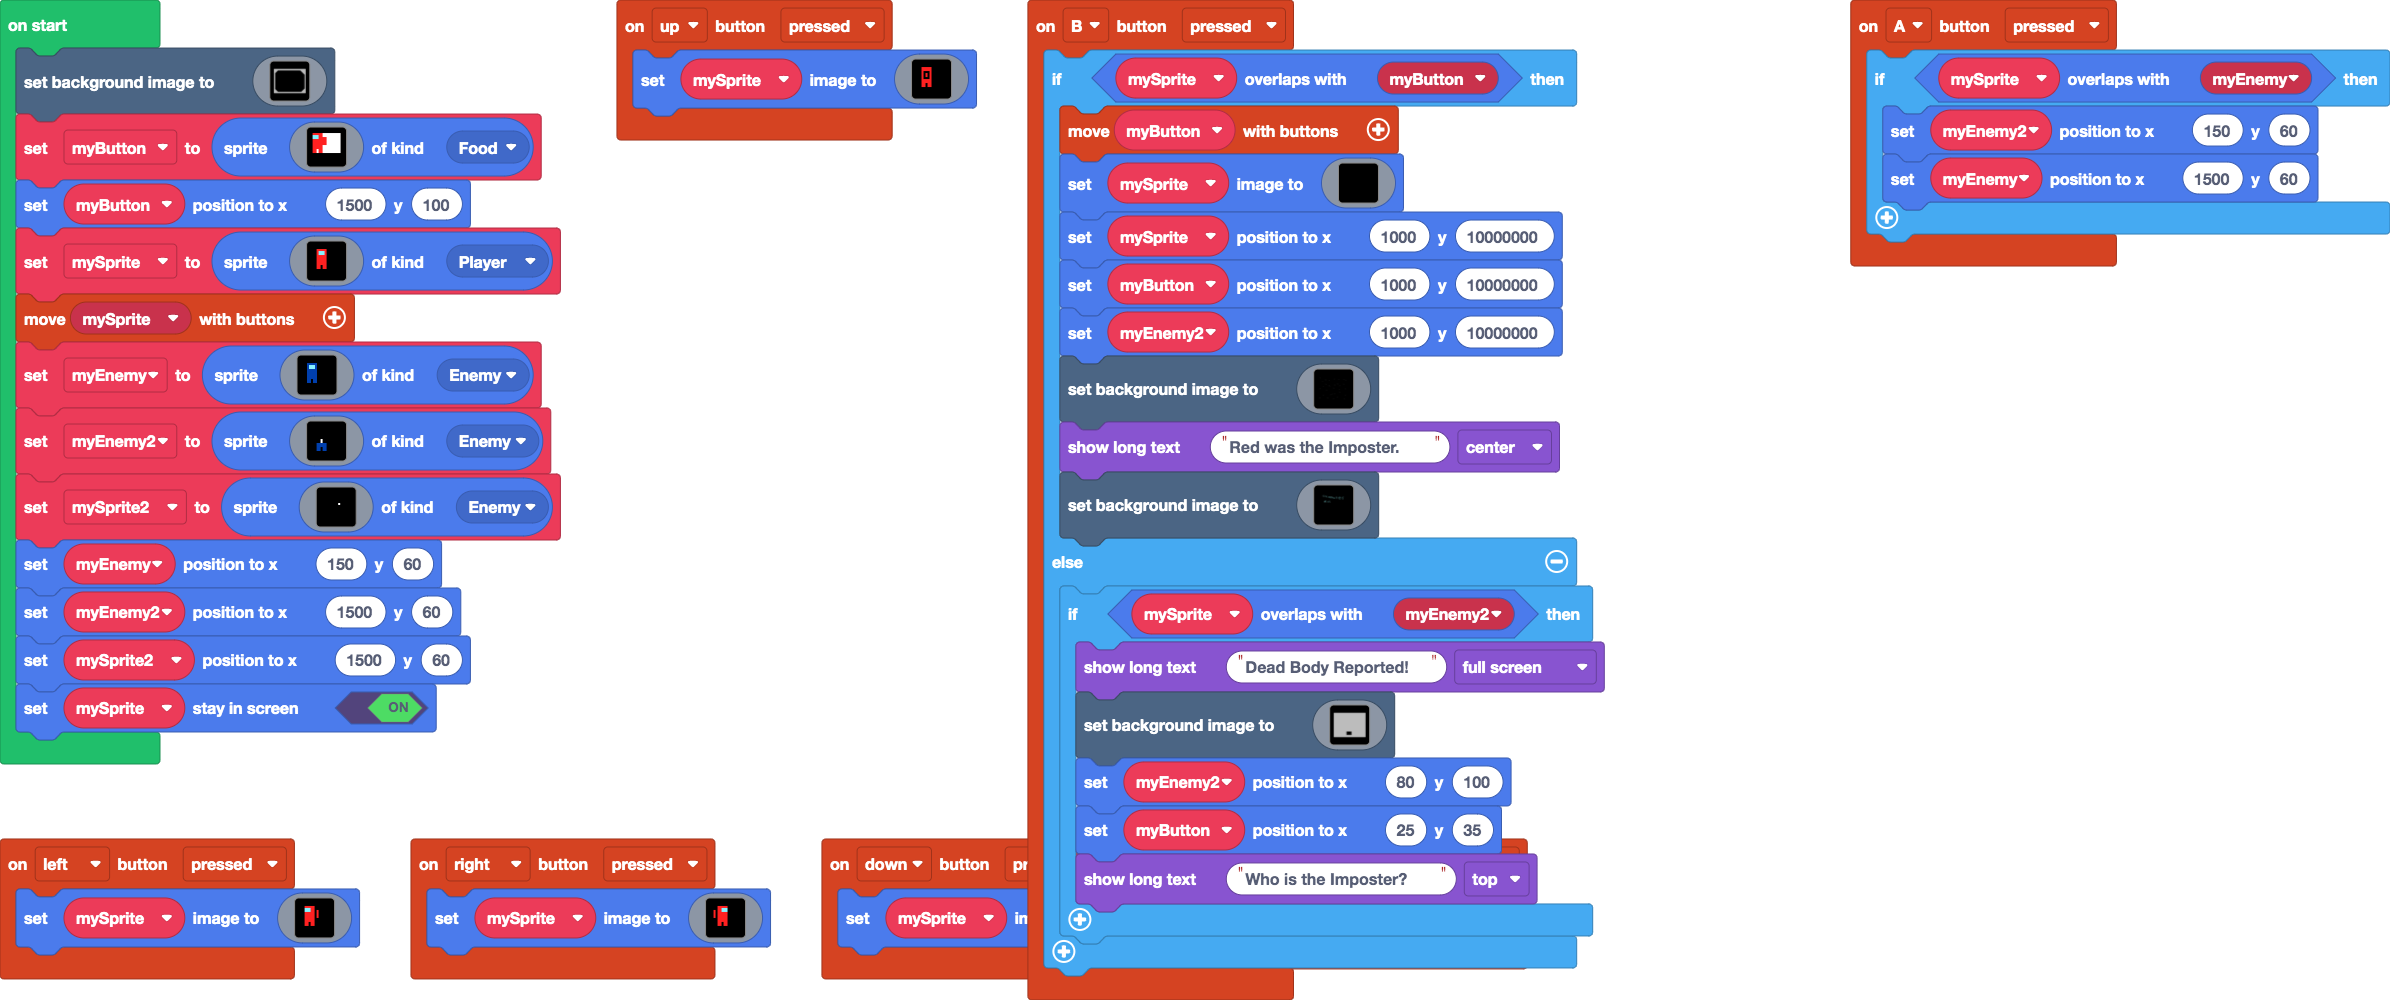 on start
set background image to
set myButton to sprite of kind Food
set myButton position to x 1500 y 100
set mySprite to sprite of kind Player
move mySprite with buttons
set myEnemy to sprite of kind Enemy
set myEnemy2 to sprite of kind Enemy
set mySprite2 to sprite of kind Enemy
set myEnemy position to x 150 y 60
set myEnemy2 position to x 1500 y 60
set mySprite2 position to x 1500 y 60
set mySprite stay in screen ON
on up button pressed
set mySprite image to
on B button pressed
if mySprite overlaps with myButton then
move myButton with buttons
set mySprite image to
set mySprite position to x 1000 y 10000000
set myButton position to x 1000 y 10000000
set myEnemy2 position to x 1000 y 10000000
set background image to
show long text "Red was the Imposter. " center
set background image to
else
if mySprite overlaps with myEnemy2 then
show long text "Dead Body Reported! " full screen
set background image to
set myEnemy2 position to x 80 y 100
set myButton position to x 25 y 35
show long text "Who is the Imposter? " top
on A button pressed
if mySprite overlaps with myEnemy then
set myEnemy2 position to x 150 y 60
set myEnemy position to x 1500 y 60
on left button pressed
set mySprite image to
on right button pressed
set mySprite image to
on down button
set mySprite